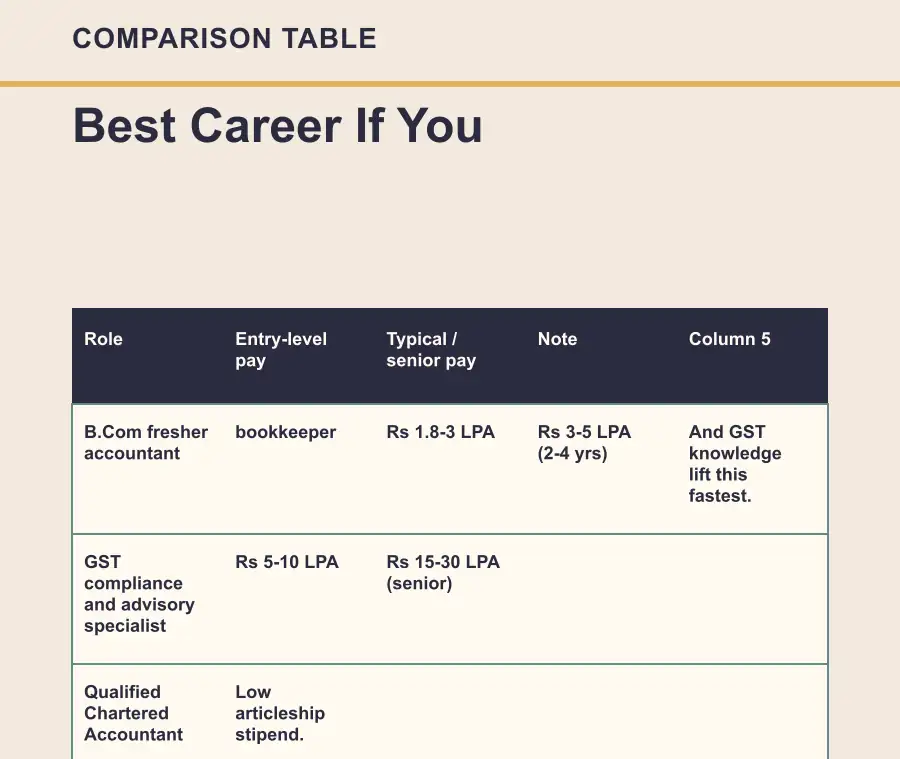 COMPARISON TABLE
Best Career If You
Role
Entry-level
pay
Typical /
senior pay
Note
Column 5
B.Com fresher
accountant
bookkeeper
Rs 1.8-3 LPA
Rs 3-5 LPA
(2-4 yrs)
And GST
knowledge
lift this
fastest.
GST
compliance
and advisory
specialist
Rs 5-10 LPA
Rs 15-30 LPA
(senior)
Qualified
Chartered
Accountant
Low
articleship
stipend.